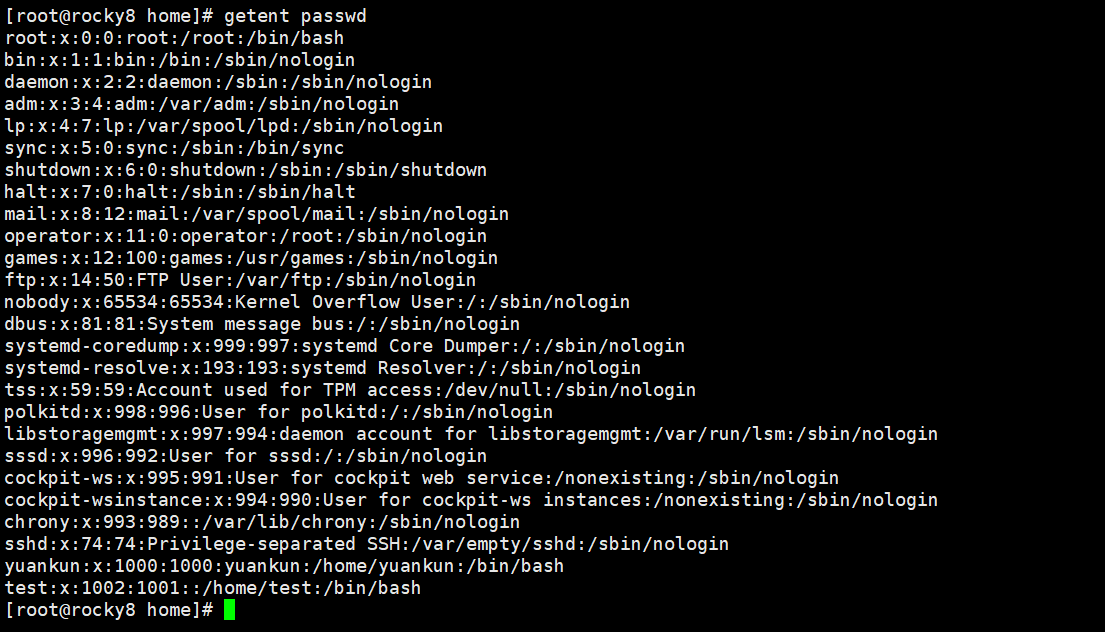 [root@rocky8 home]# getent passwd
root:x:0:0:root:/root:/bin/bash
bin:x:1:1:bin:/bin:/sbin/nologin
daemon:x:2:2:daemon:/sbin:/sbin/nologin
adm:x:3:4:adm:/var/adm:/sbin/nologin
lp:x:4:7:lp:/var/spool/lpd:/sbin/nologin
sync:x:5:0:sync:/sbin:/bin/sync
shutdown:x:6:0:shutdown:/sbin:/sbin/shutdown
halt:x:7:0:halt:/sbin:/sbin/halt
mail:x:8:12:mail:/var/spool/mail:/sbin/nologin
operator:x:11:0:operator:/root:/sbin/nologin
games:x:12:100:games:/usr/games:/sbin/nologin
ftp:x:14:50:FTP User:/var/ftp:/sbin/nologin
nobody:x:65534:65534:Kernel Overflow User:/:/sbin/nologin
dbus:x:81:81:System message bus:/:/sbin/nologin
systemd-coredump:x:999:997:systemd Core Dumper:/:/sbin/nologin
systemd-resolve:x:193:193:systemd Resolver:/:/sbin/nologin
tss:x:59:59:Account used for TPM access:/dev/null:/sbin/nologin
polkitd:x:998:996:User for polkitd:/:/sbin/nologin
libstoragemgmt:x:997:994:daemon account for libstoragemgmt:/var/run/lsm:/sbin/nologin
sssd:x:996:992:User for sssd:/:/sbin/nologin
cockpit-ws:x:995:991:User for cockpit web service:/nonexisting:/sbin/nologin
cockpit-wsinstance:x:994:990:User for cockpit-ws instances:/nonexisting:/sbin/nologin
chrony:x:993:989::/var/lib/chrony:/sbin/nologin
sshd:x:74:74:Privilege-separated SSH:/var/empty/sshd:/sbin/nologin
yuankun:x:1000:1000:yuankun:/home/yuankun:/bin/bash
test:x:1002:1001::/home/test:/bin/bash
[root@rocky8 home]#